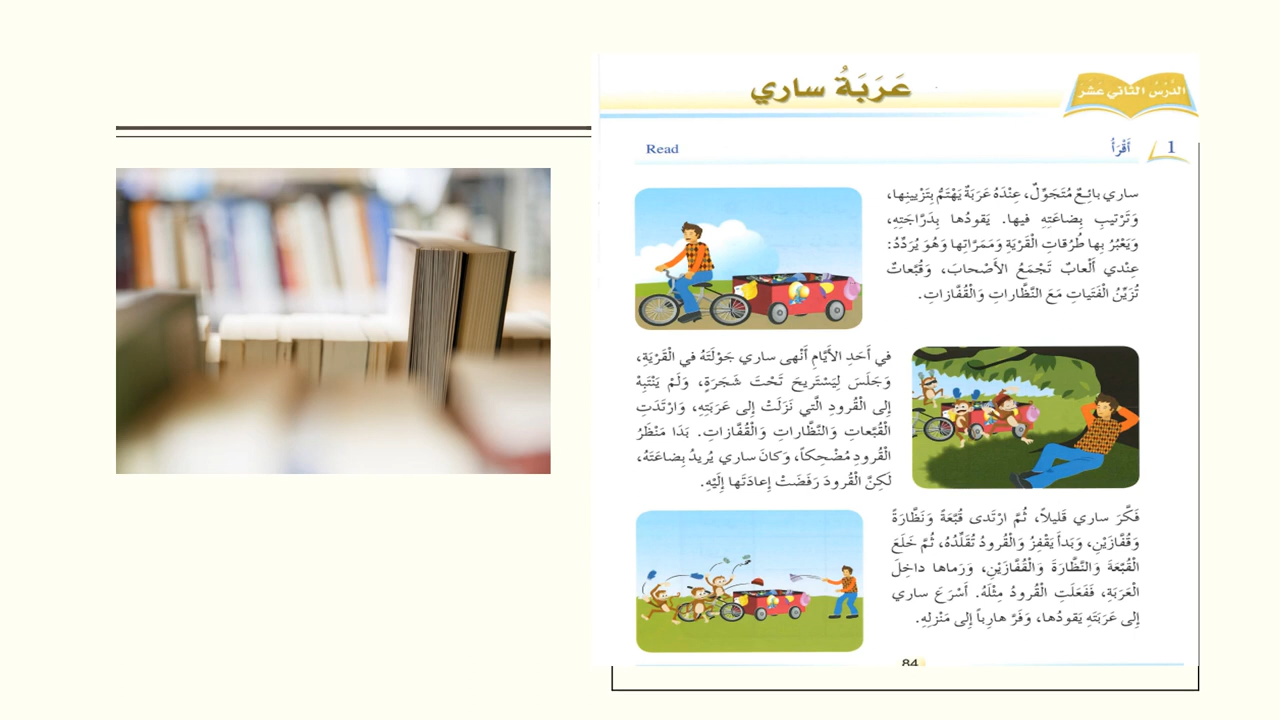 الدَّرْسُ الثّاني عَشَرَ
عَرَبَةُ ساري
1 أَقْرَأُ Read
ساري بائِعٌ مُتَجَوِّلٌ، عِنْدَهُ عَرَبَةٌ يَهْتَمُّ بِتَزْيينِها،
وَتَرْتيبِ بِضاعَتِهِ فيها. يَقودُها بِدَرّاجَتِهِ،
وَيَعْبُرُ بِها طُرُقاتِ الْقَرْيَةِ وَمَمَرّاتِها وَهُوَ يُرَدِّدُ:
عِنْدي أَلْعابٌ تَجْمَعُ الأَصْحابَ، وَقُبَّعاتٌ
تُزَيِّنُ الْفَتَياتِ مَعَ النَّظّاراتِ وَالْقُفّازاتِ.
في أَحَدِ الأَيّامِ أَنْهى ساري جَوْلَتَهُ في الْقَرْيَةِ،
وَجَلَسَ لِيَسْتَريحَ تَحْتَ شَجَرَةٍ، وَلَمْ يَنْتَبِهْ
إِلى الْقُرودِ الَّتي نَزَلَتْ إِلى عَرَبَتِهِ، وَارْتَدَتِ
الْقُبَّعاتِ وَالنَّظّاراتِ وَالْقُفّازاتِ. بَدَا مَنْظَرُ
الْقُرودِ مُضْحِكاً، وَكانَ ساري يُريدُ بِضاعَتَهُ،
لَكِنَّ الْقُرودَ رَفَضَتْ إِعادَتَها إِلَيْهِ.
فَكَّرَ ساري قَليلاً، ثُمَّ ارْتَدى قُبَّعَةً وَنَظّارَةً
وَقُفّازَيْنِ، وَبَدأَ يَقْفِزُ وَالْقُرودُ تُقَلِّدُهُ، ثُمَّ خَلَعَ
الْقُبَّعَةَ وَالنَّظّارَةَ وَالْقُفّازَيْنِ، وَرَماها داخِلَ
الْعَرَبَةِ، فَفَعَلَتِ الْقُرودُ مِثْلَهُ. أَسْرَعَ ساري
إِلى عَرَبَتِهِ يَقودُها، وَفَرَّ هارِباً إِلى مَنْزِلِهِ.
84